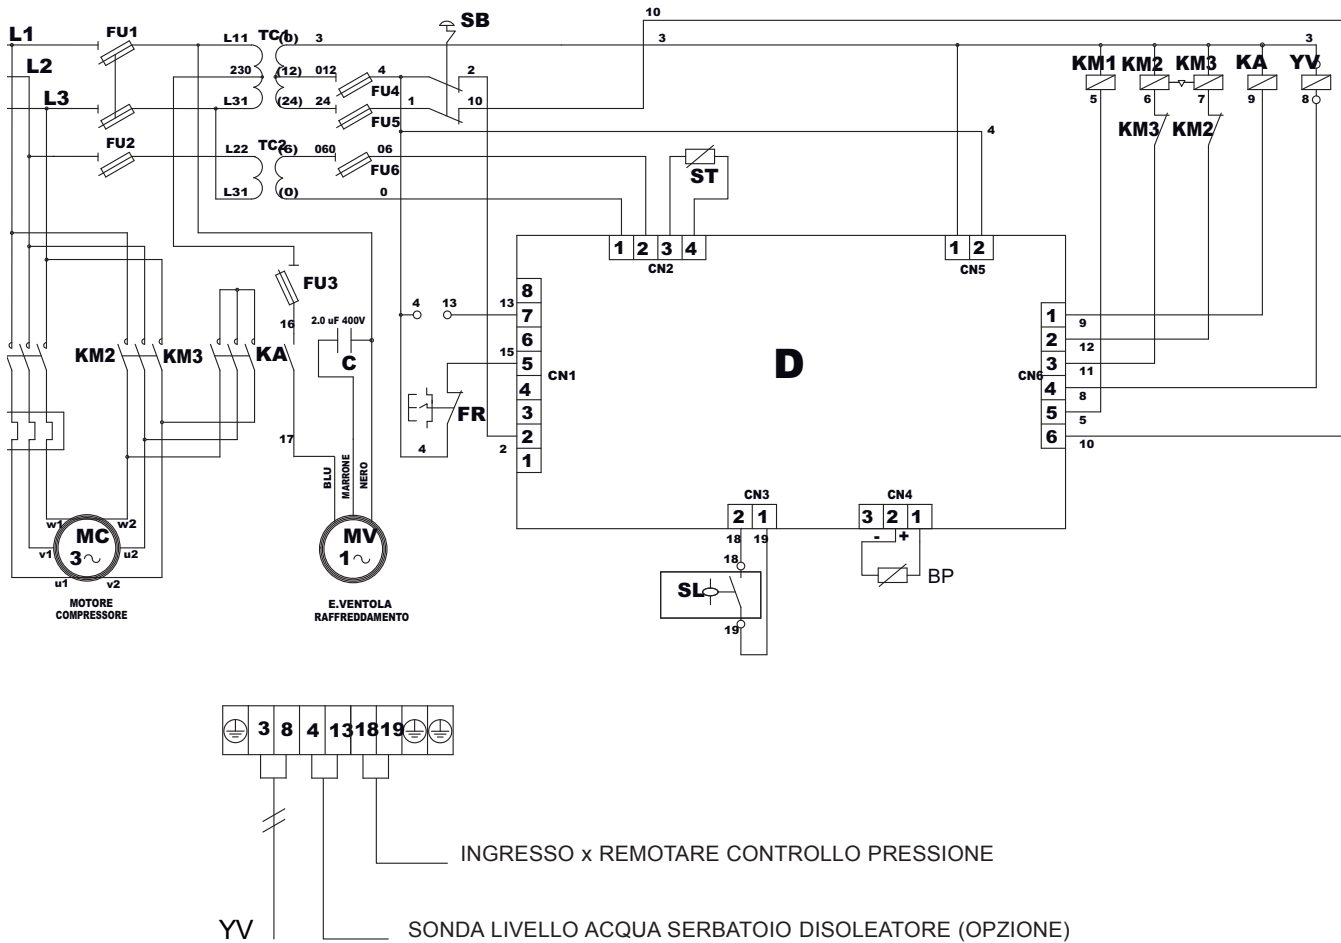 10
SB
L1 FU1 L11 TC1 (0) 3 3 3
L2 230 (12) 012 4 2 KM1 KM2 KM3 KA YV
FU4
L3 L31 (24) 24 1 10 5 6 7 9 8
FU5
FU2 KM3 KM2
4
L22 TC2 (6) 060 06
FU6 ST
L31 (0) 0
1 2 3 4 1 2
CN2 CN5
FU3 8
4 13 13 7 1 9
16 2.0 uF 400V 6 2 12
KM2 KM3 KA C 15 5 CN1 D CN6 3 11
4 4 8
FR 3 5 5
17 4 2 2 6 10
1
BLU
MARRONE
NERO
CN3 CN4
2 1 3 2 1
w1 w2
MC MV 18 19 - +
3 1
v1 u2 18
u1 v2 BP
SL
MOTORE
COMPRESSORE
E.VENTOLA
RAFFREDDAMENTO
19
3 8 4 13 18 19
INGRESSO x REMOTARE CONTROLLO PRESSIONE
YV SONDA LIVELLO ACQUA SERBATOIO DISOLEATORE (OPZIONE)